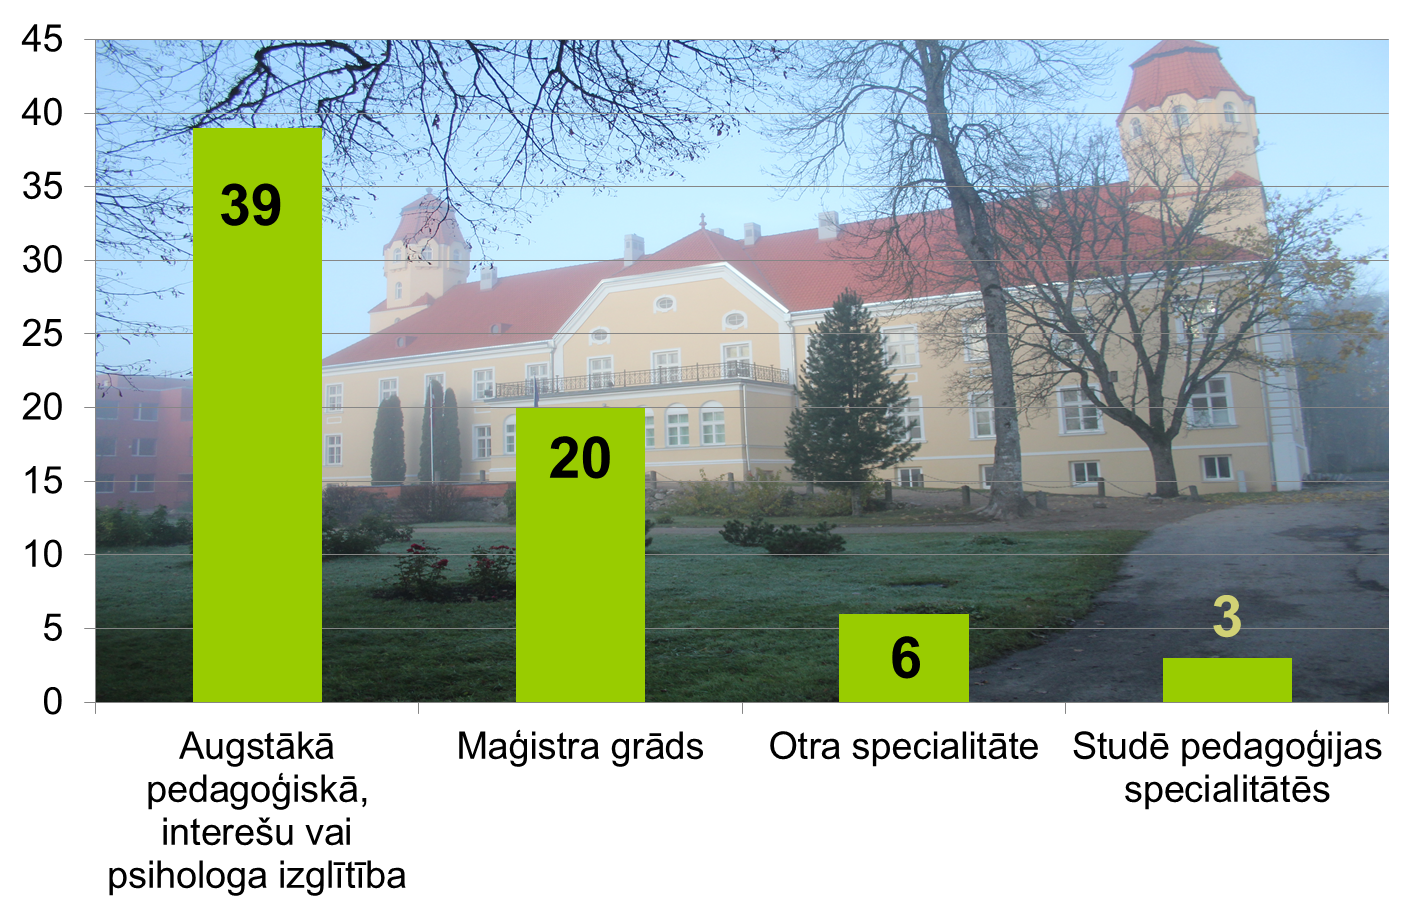 45
40
35
30
25
20
15
10
5
0
39
20
6
3
Augstākā
pedagoģiskā,
interešu vai
psihologa izglītība
Maģistra grāds
Otra specialitāte
Studē pedagoģijas
specialitātēs